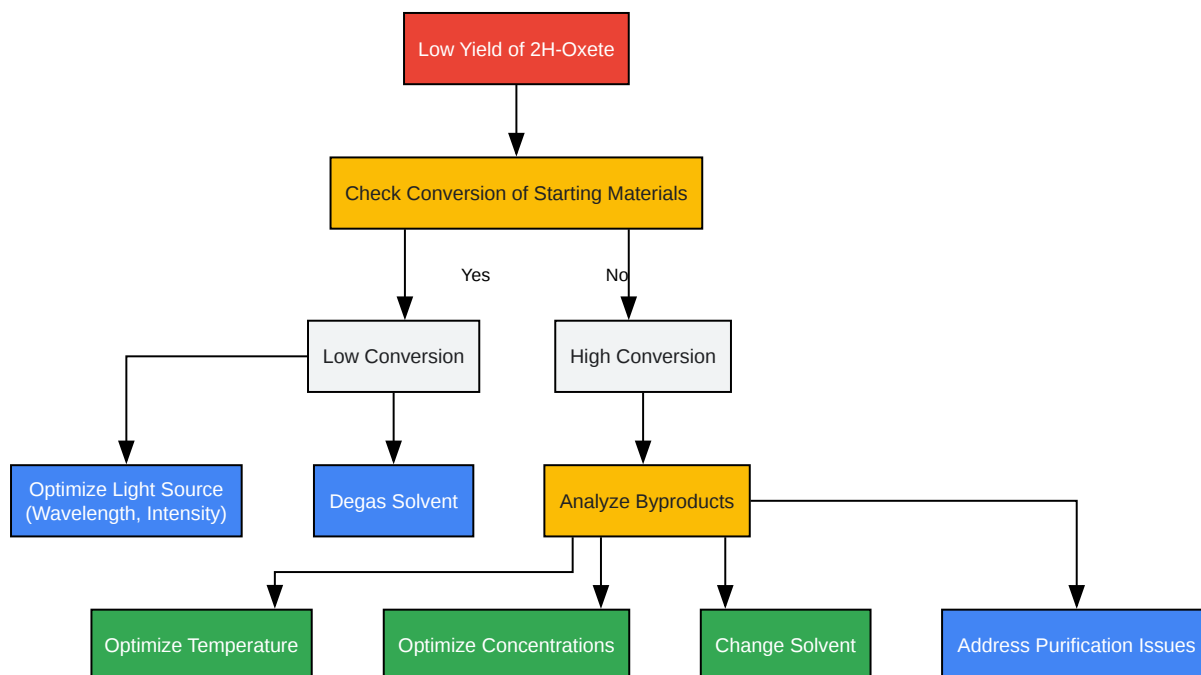 Low Yield of 2H-Oxete
Check Conversion of Starting Materials
Yes
No
Low Conversion
High Conversion
Optimize Light Source
(Wavelength, Intensity)
Degas Solvent
Analyze Byproducts
Optimize Temperature
Optimize Concentrations
Change Solvent
Address Purification Issues